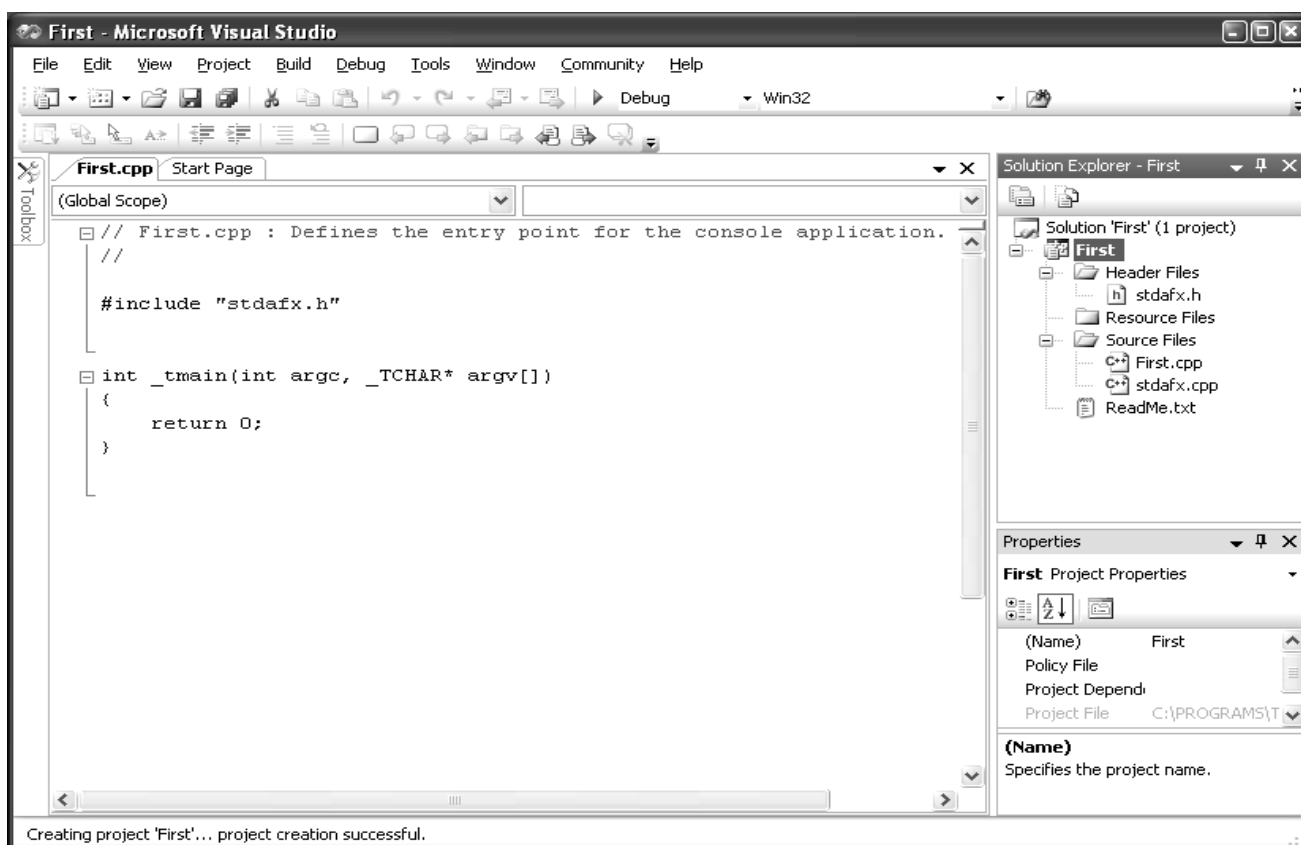 First - Microsoft Visual Studio
File Edit View Project Build Debug Tools Window Community Help
Debug Win32
Toolbox
First.cpp Start Page
(Global Scope)
// First.cpp : Defines the entry point for the console application.
//
#include "stdafx.h"
int _tmain(int argc, _TCHAR* argv[])
{
return 0;
}
Solution Explorer - First
Solution 'First' (1 project)
First
Header Files
stdafx.h
Resource Files
Source Files
First.cpp
stdafx.cpp
ReadMe.txt
Properties
First Project Properties
(Name) First
Policy File
Project Depend
Project File C:\PROGRAMS\T
(Name)
Specifies the project name.
Creating project 'First'... project creation successful.